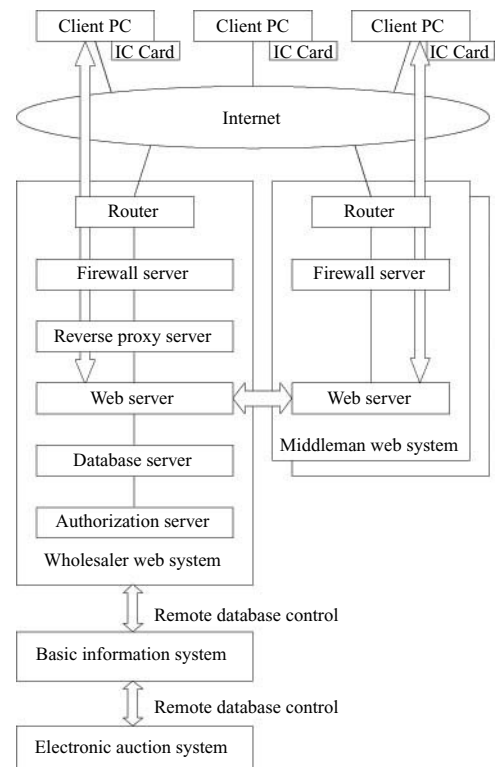 Client PC
IC Card
Client PC
IC Card
Client PC
IC Card
Internet
Router
Firewall server
Reverse proxy server
Web server
Database server
Authorization server
Wholesaler web system
Router
Firewall server
Web server
Middleman web system
Remote database control
Basic information system
Remote database control
Electronic auction system